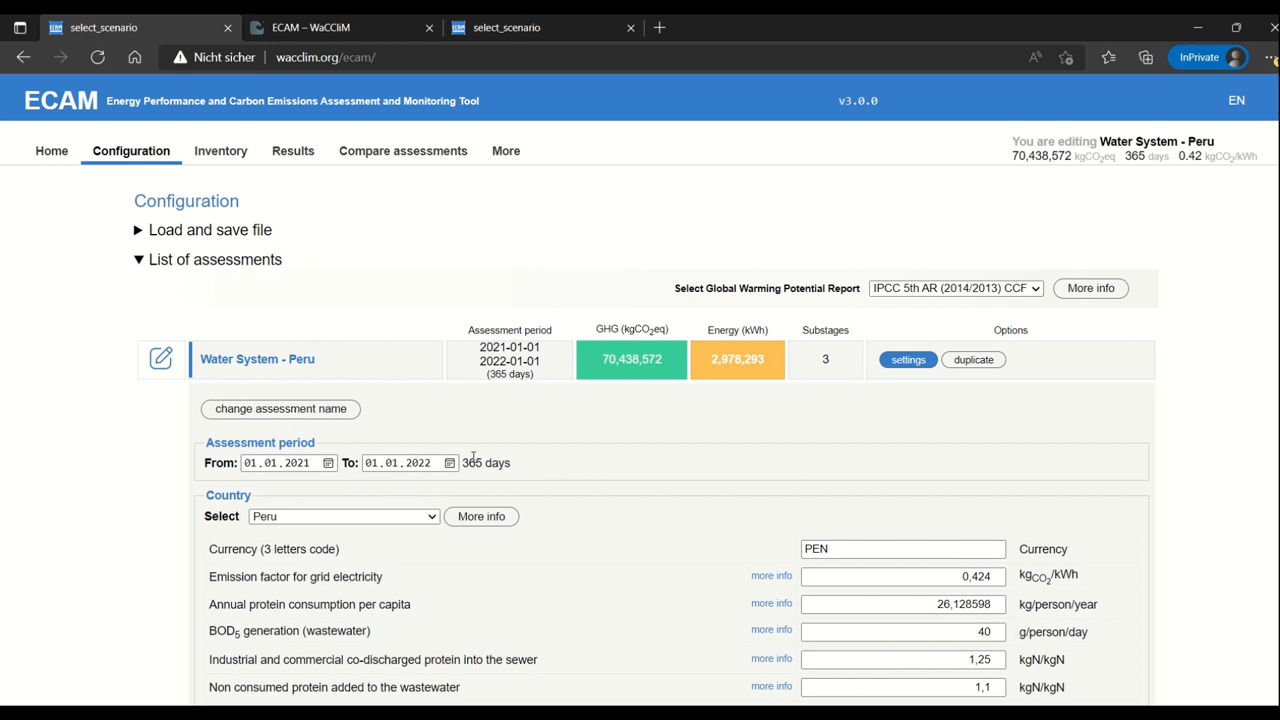 select_scenario
ECAM – WaCCliM
select_scenario
Nicht sicher wacclim.org/ecam/
InPrivate
ECAM Energy Performance and Carbon Emissions Assessment and Monitoring Tool v3.0.0 EN
Home Configuration Inventory Results Compare assessments More
You are editing Water System - Peru
70,438,572 kgCO2eq 365 days 0.42 kgCO2/kWh
Configuration
▶ Load and save file
▼ List of assessments
Select Global Warming Potential Report IPCC 5th AR (2014/2013) CCF More info
Assessment period GHG (kgCO2eq) Energy (kWh) Substages Options
Water System - Peru 2021-01-01 2022-01-01 (365 days) 70,438,572 2,978,293 3 settings duplicate
change assessment name
Assessment period
From: 01.01.2021 To: 01.01.2022 365 days
Country
Select Peru More info
Currency (3 letters code) PEN Currency
Emission factor for grid electricity more info 0,424 kgCO2/kWh
Annual protein consumption per capita more info 26,128598 kg/person/year
BOD5 generation (wastewater) more info 40 g/person/day
Industrial and commercial co-discharged protein into the sewer more info 1,25 kgN/kgN
Non consumed protein added to the wastewater more info 1,1 kgN/kgN